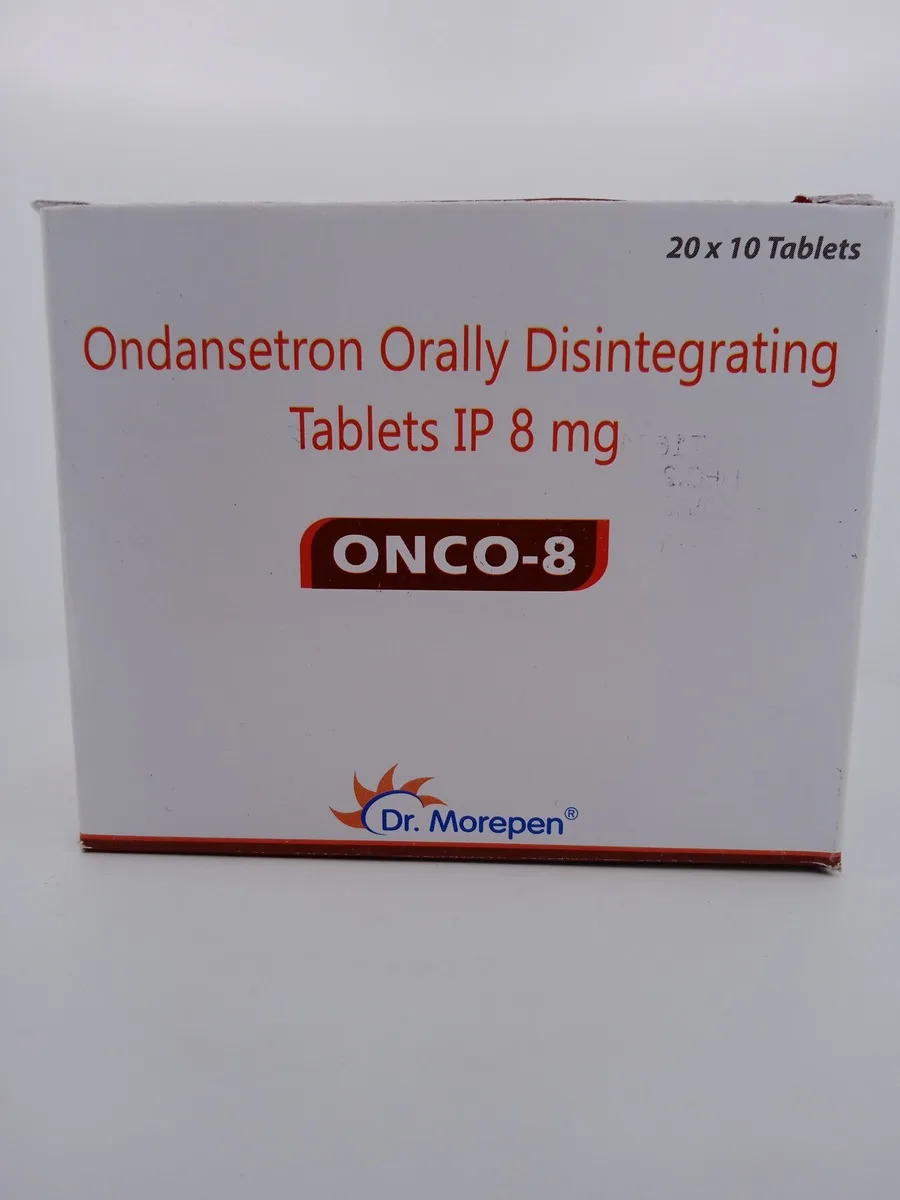 20 x 10 Tablets
Ondansetron Orally Disintegrating
Tablets IP 8 mg
ONCO-8
Dr. Morepen®